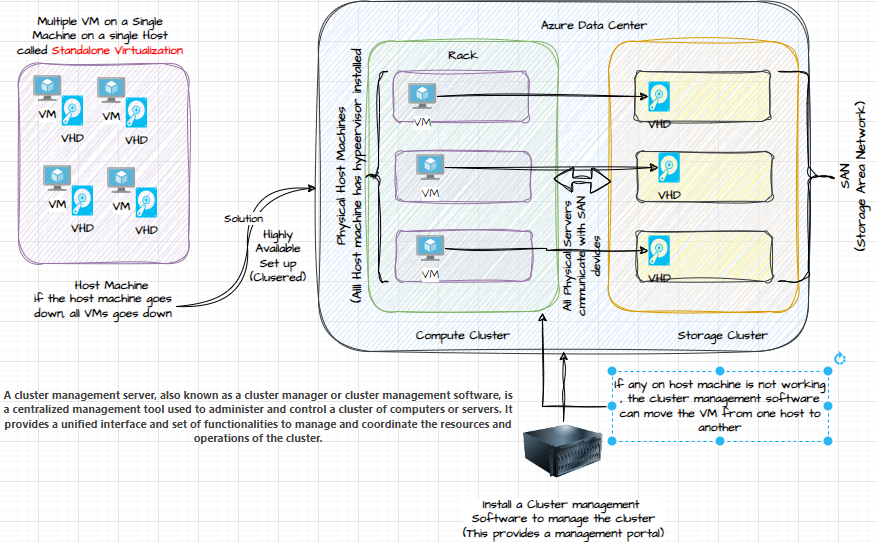 Multiple VM on a Single
Machine on a single Host
called Standalone Virtualization
VM
VHD
VM
VHD
VM
VHD
VM
VHD
Host Machine
if the host machine goes
down, all VMs goes down
Solution
Highly
Available
Set up
(Clusered)
Azure Data Center
Physical Host Machines
(Alll Host machine has hypeervisor installed
Rack
VM
VM
VM
Compute Cluster
All Physical Servers
cmmunicate with SAN
devices
VHD
VHD
VHD
Storage Cluster
SAN
(Storage Area Network)
A cluster management server, also known as a cluster manager or cluster management software, is
a centralized management tool used to administer and control a cluster of computers or servers. It
provides a unified interface and set of functionalities to manage and coordinate the resources and
operations of the cluster.
If any on host machine is not working
, the cluster management software
can move the VM from one host to
another
Install a Cluster management
Software to manage the cluster
(This provides a management portal)